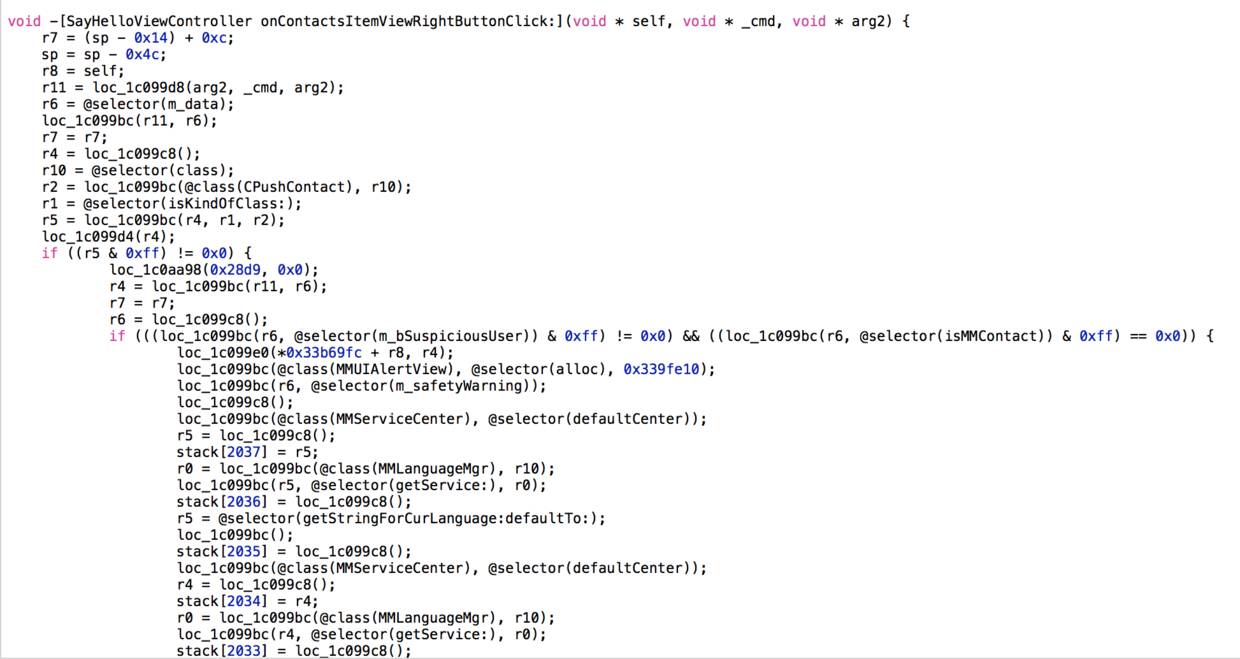 void -[SayHelloViewController onContactsItemViewRightButtonClick:](void * self, void * _cmd, void * arg2) {
r7 = (sp - 0x14) + 0xc;
sp = sp - 0x4c;
r8 = self;
r11 = loc_1c099d8(arg2, _cmd, arg2);
r6 = @selector(m_data);
loc_1c099bc(r11, r6);
r7 = r7;
r4 = loc_1c099c8();
r10 = @selector(class);
r2 = loc_1c099bc(@class(CPushContact), r10);
r1 = @selector(isKindOfClass:);
r5 = loc_1c099bc(r4, r1, r2);
loc_1c099d4(r4);
if ((r5 & 0xff) != 0x0) {
loc_1c0aa98(0x28d9, 0x0);
r4 = loc_1c099bc(r11, r6);
r7 = r7;
r6 = loc_1c099c8();
if (((loc_1c099bc(r6, @selector(m_bSuspiciousUser)) & 0xff) != 0x0) && ((loc_1c099bc(r6, @selector(isMMContact)) & 0xff) == 0x0)) {
loc_1c099e0(*0x33b69fc + r8, r4);
loc_1c099bc(@class(MMUIAlertView), @selector(alloc), 0x339fe10);
loc_1c099bc(r6, @selector(m_safetyWarning));
loc_1c099c8();
loc_1c099bc(@class(MMServiceCenter), @selector(defaultCenter));
r5 = loc_1c099c8();
stack[2037] = r5;
r0 = loc_1c099bc(@class(MMLanguageMgr), r10);
loc_1c099bc(r5, @selector(getService:), r0);
stack[2036] = loc_1c099c8();
r5 = @selector(getStringForCurLanguage:defaultTo:);
loc_1c099bc();
stack[2035] = loc_1c099c8();
loc_1c099bc(@class(MMServiceCenter), @selector(defaultCenter));
r4 = loc_1c099c8();
stack[2034] = r4;
r0 = loc_1c099bc(@class(MMLanguageMgr), r10);
loc_1c099bc(r4, @selector(getService:), r0);
stack[2033] = loc_1c099c8();